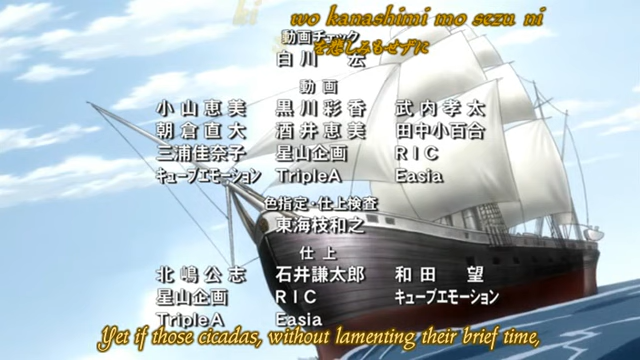 ki wo kanashimi mo sezu ni
動画チェック
を悲しみもせずに
白川
動画
小山恵美 黒川彩香 武内孝太
朝倉直大 酒井恵美 田中小百合
三浦佳奈子 星山企画 RIC
キューブエモーション TripleA Easia
色指定・仕上検査
東海枝和之
仕上
北嶋公志 石井謙太郎 和田望
星山企画 RIC キューブエモーション
TripleA Easia
Yet if those cicadas, without lamenting their brief time,